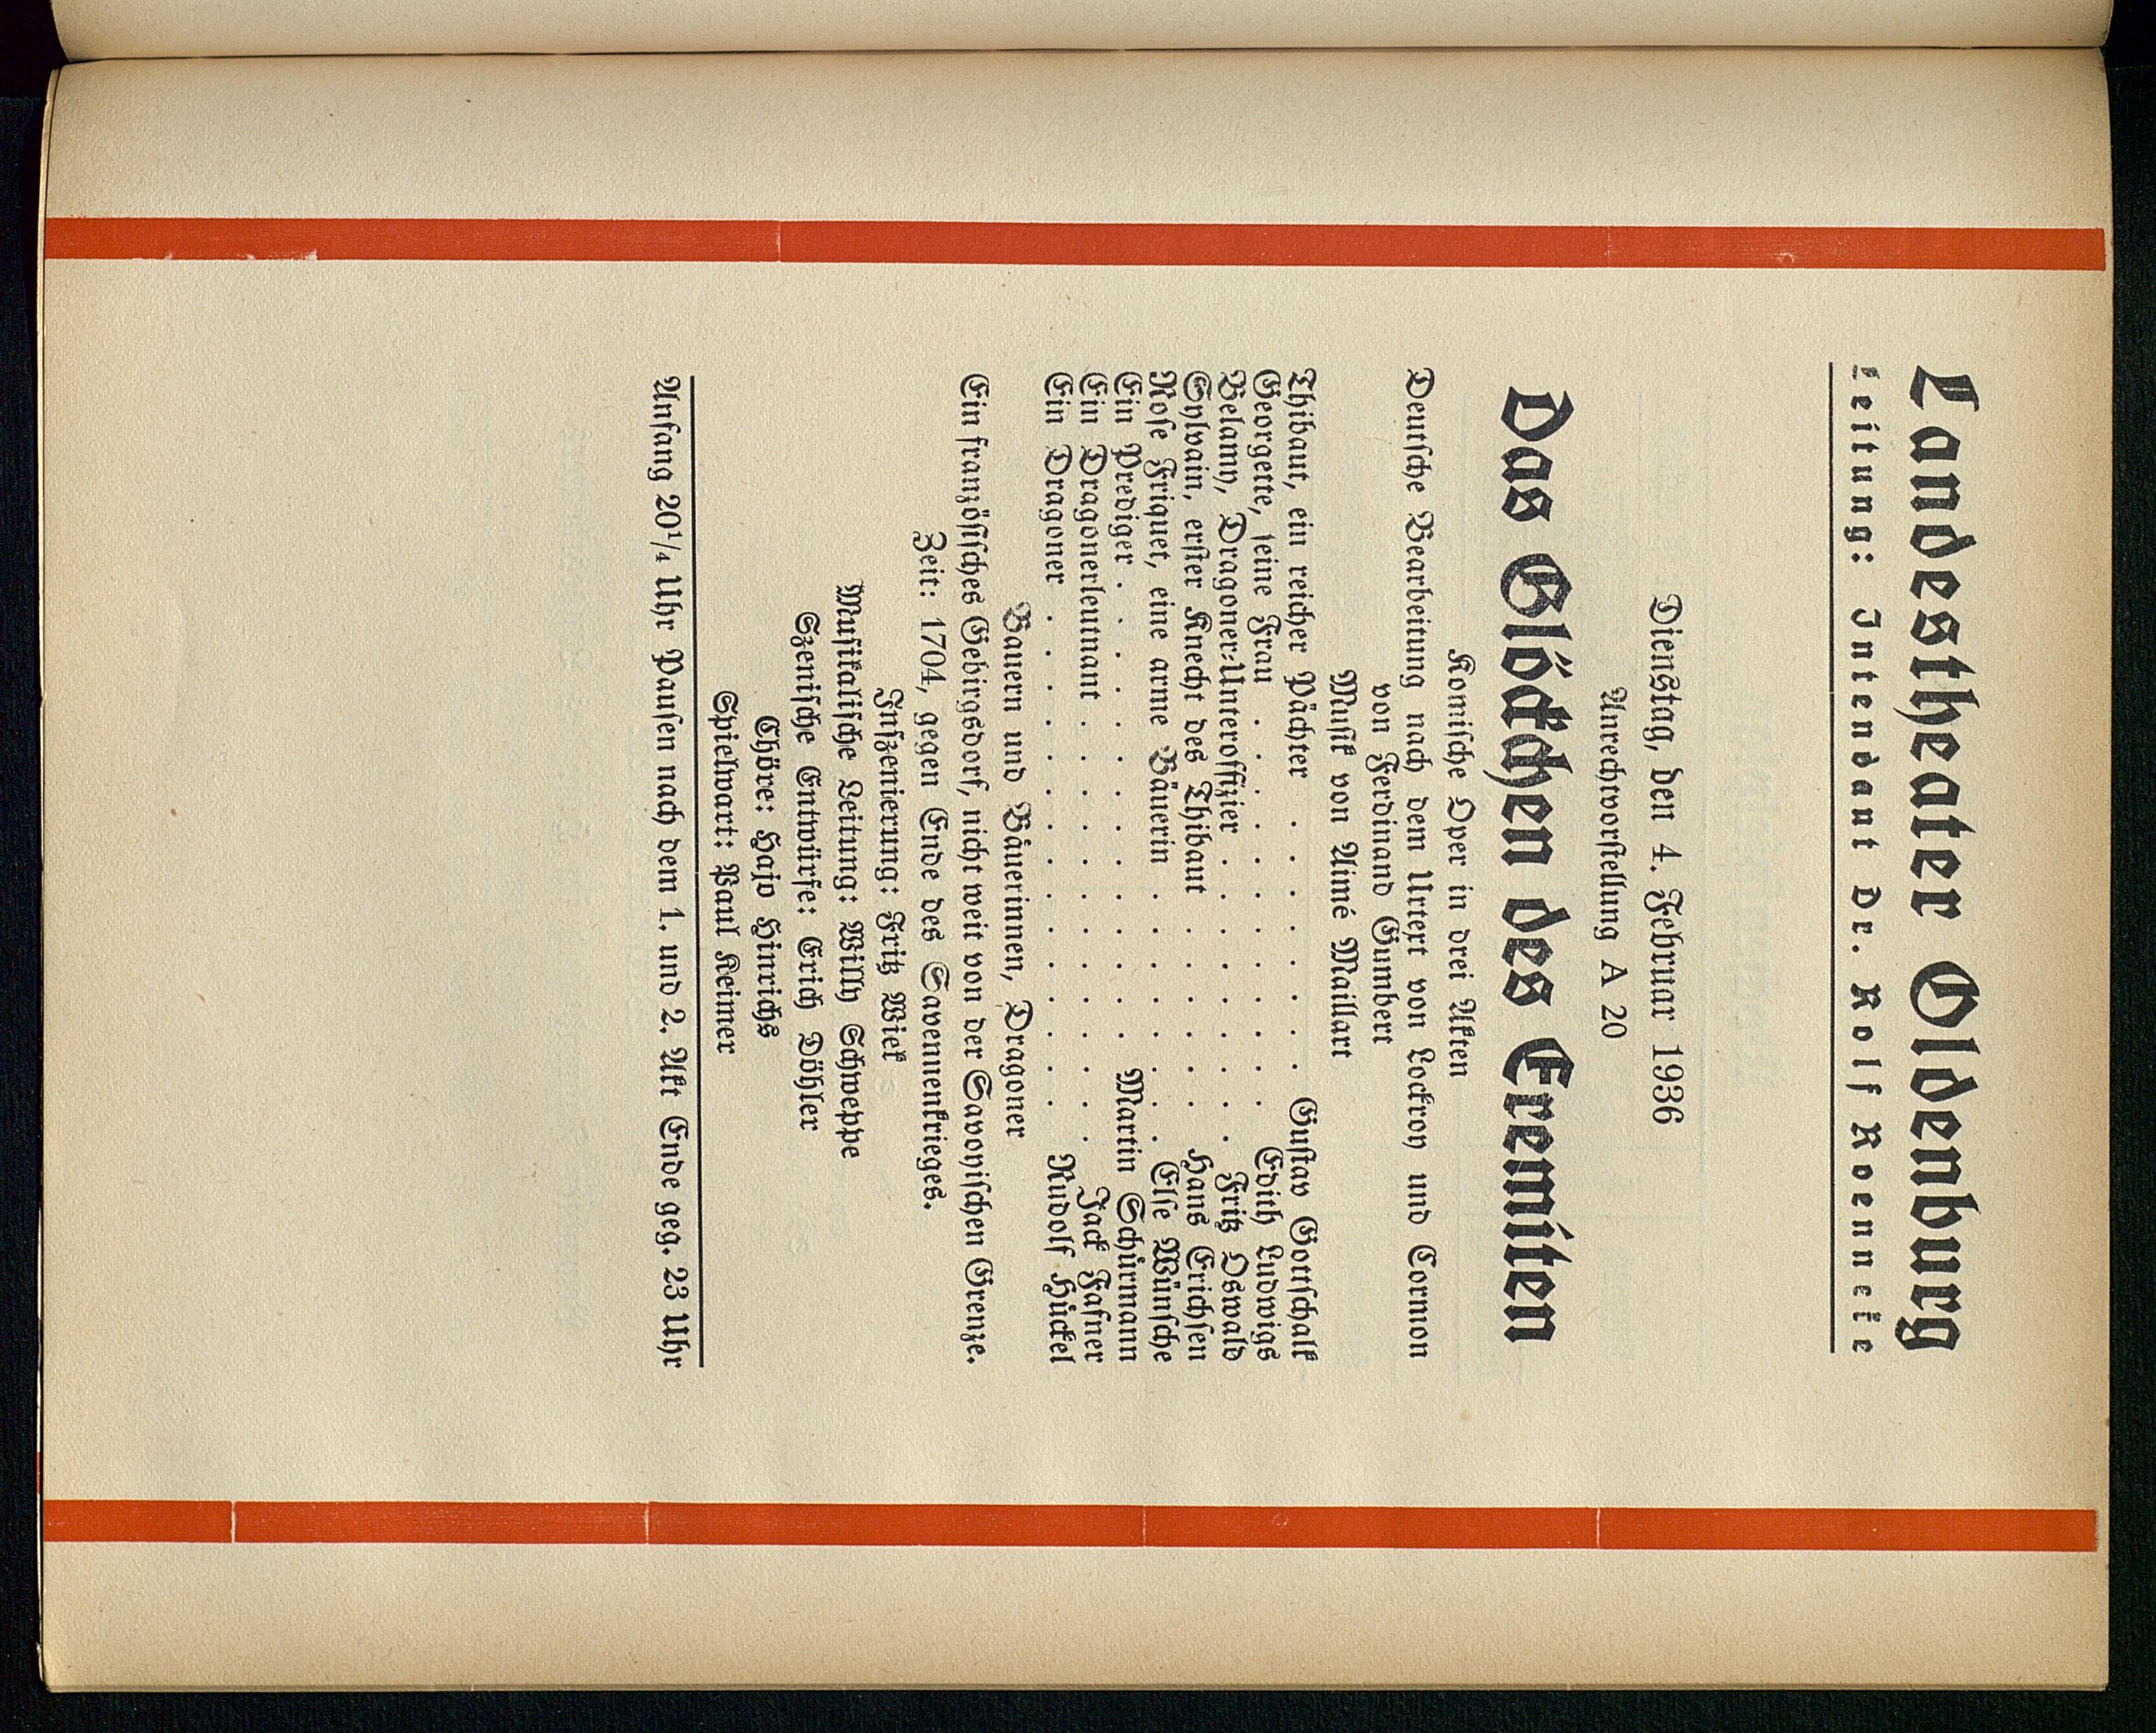 Landestheater Oldenburg
Leitung: Intendant Dr. Rolf Roenneke
Dienstag, den 4. Februar 1936
Anrechtvorstellung A 20
Das Glöckchen des Eremiten
Komische Oper in drei Akten
Deutsche Bearbeitung nach dem Urtext von Lockroy und Cormon
von Ferdinand Gumbert
Musik von Aimé Maillart
Thibaut, ein reicher Pächter . . . . . Gustav Gottschalk
Georgette, seine Frau . . . . . . . Edith Ludwigs
Belamy, Dragoner-Unteroffizier . . . . . Fritz Oswald
Sylvain, erster Knecht des Thibaut . . . . Hans Erichsen
Rose Friquet, eine arme Bäuerin . . . . . Else Wünsche
Ein Prediger . . . . . . . . Martin Schürmann
Ein Dragonerleutnant . . . . . . . Jack Fasner
Ein Dragoner . . . . . . . . Rudolf Hückel
Bauern und Bäuerinnen, Dragoner
Ein französisches Gebirgsdorf, nicht weit von der Savoyischen Grenze.
Zeit: 1704, gegen Ende des Savennenkrieges.
Inszenierung: Fritz Wiek
Musikalische Leitung: Willy Schweppe
Szenische Entwürfe: Erich Döhler
Chöre: Hajo Hinrichs
Spielwart: Paul Keimer
Anfang 20¹/₄ Uhr Pausen nach dem 1. und 2. Akt Ende geg. 23 Uhr